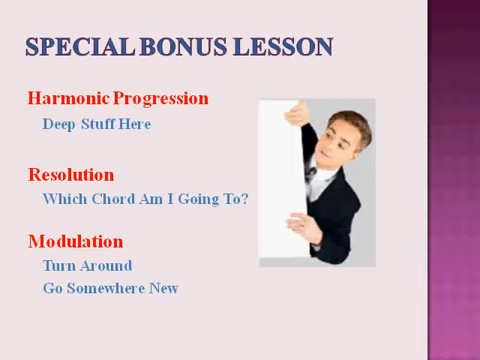 SPECIAL BONUS LESSON
Harmonic Progression
Deep Stuff Here
Resolution
Which Chord Am I Going To?
Modulation
Turn Around
Go Somewhere New